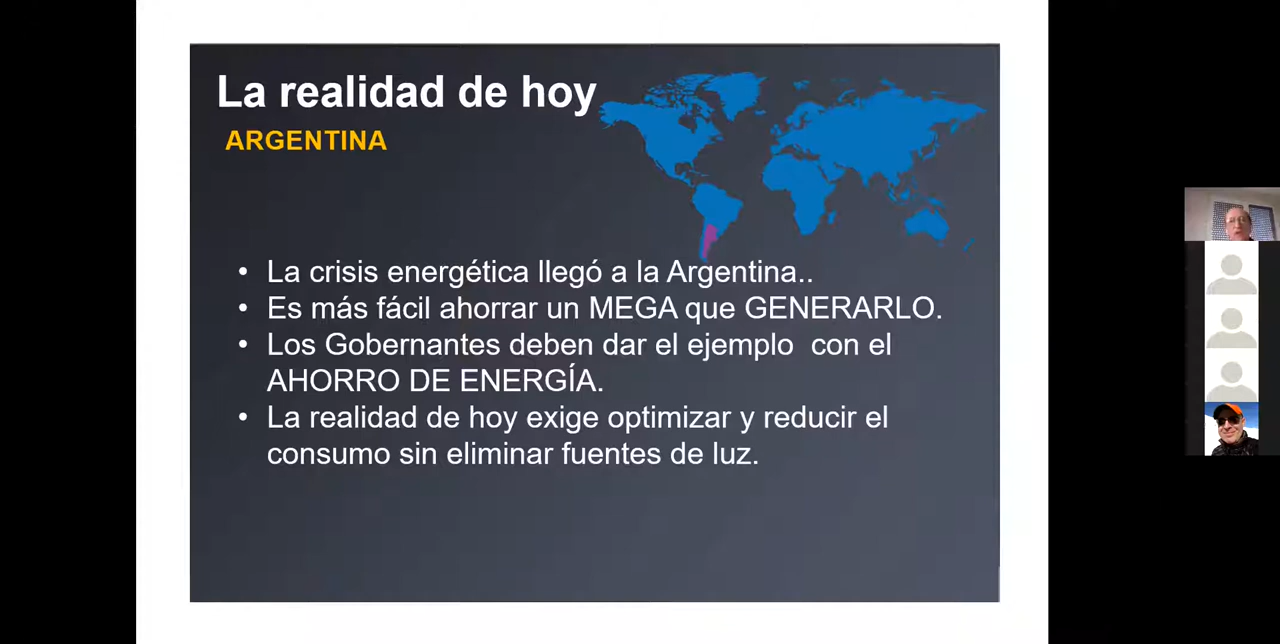 La realidad de hoy
ARGENTINA
• La crisis energética llegó a la Argentina..
• Es más fácil ahorrar un MEGA que GENERARLO.
• Los Gobernantes deben dar el ejemplo con el
AHORRO DE ENERGÍA.
• La realidad de hoy exige optimizar y reducir el
consumo sin eliminar fuentes de luz.